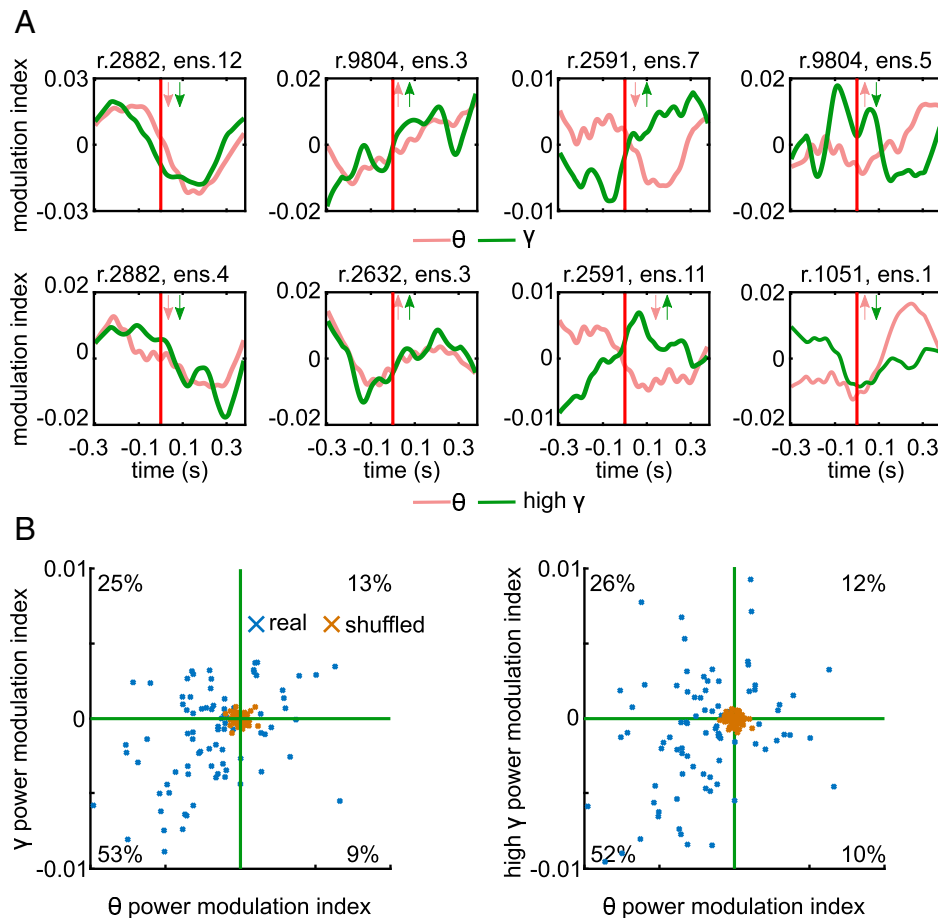 A
r.2882, ens.12 r.9804, ens.3 r.2591, ens.7 r.9804, ens.5
modulation index
0.03 0.02 0.01 0.02
0 0 0 0
-0.03 -0.02 -0.01 -0.02
θ γ
r.2882, ens.4 r.2632, ens.3 r.2591, ens.11 r.1051, ens.1
modulation index
0.02 0.02 0.01 0.02
0 0 0 0
-0.02 -0.02 -0.01 -0.02
-0.3 -0.1 0.1 0.3 -0.3 -0.1 0.1 0.3 -0.3 -0.1 0.1 0.3 -0.3 -0.1 0.1 0.3
time (s) time (s) time (s) time (s)
θ high γ
B
0.01 0.01
25% 13% 26% 12%
real shuffled
γ power modulation index high γ power modulation index
0 0
53% 9% 52% 10%
-0.01 -0.01
θ power modulation index θ power modulation index